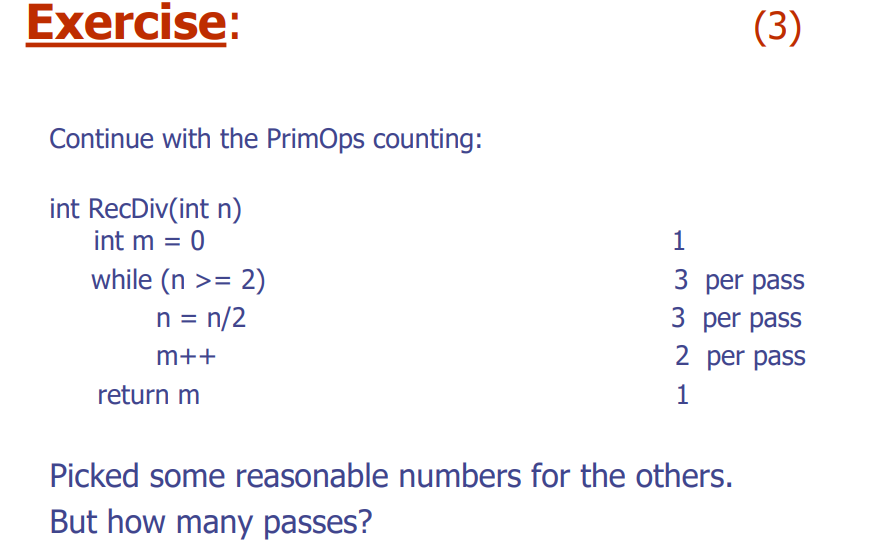 Exercise: (3)
Continue with the PrimOps counting:
int RecDiv(int n)
int m = 0 1
while (n >= 2) 3 per pass
n = n/2 3 per pass
m++ 2 per pass
return m 1
Picked some reasonable numbers for the others.
But how many passes?